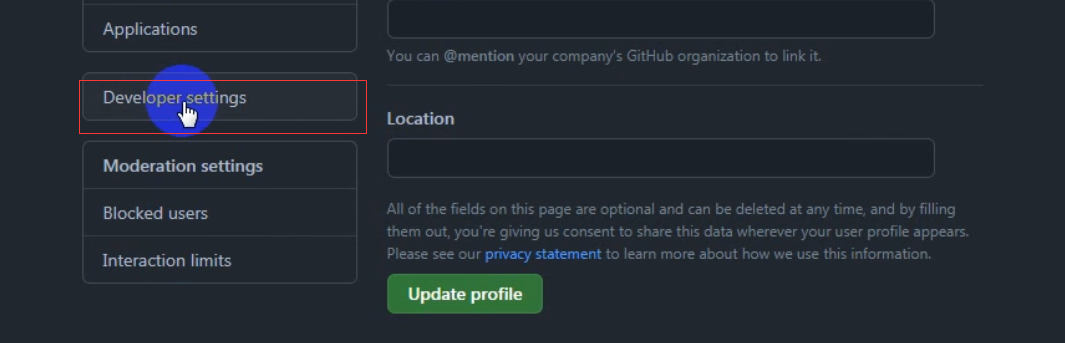 Applications
Developer settings
Moderation settings
Blocked users
Interaction limits
You can @mention your company's GitHub organization to link it.
Location
All of the fields on this page are optional and can be deleted at any time, and by filling
them out, you're giving us consent to share this data wherever your user profile appears.
Please see our privacy statement to learn more about how we use this information.
Update profile